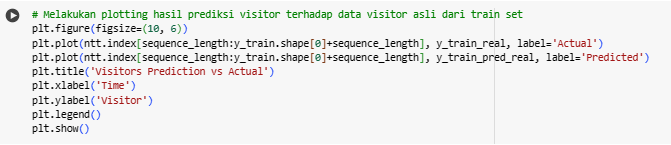 # Melakukan plotting hasil prediksi visitor terhadap data visitor asli dari train set
plt.figure(figsize=(10, 6))
plt.plot(ntt.index[sequence_length:y_train.shape[0]+sequence_length], y_train_real, label='Actual')
plt.plot(ntt.index[sequence_length:y_train.shape[0]+sequence_length], y_train_pred_real, label='Predicted')
plt.title('Visitors Prediction vs Actual')
plt.xlabel('Time')
plt.ylabel('Visitor')
plt.legend()
plt.show()